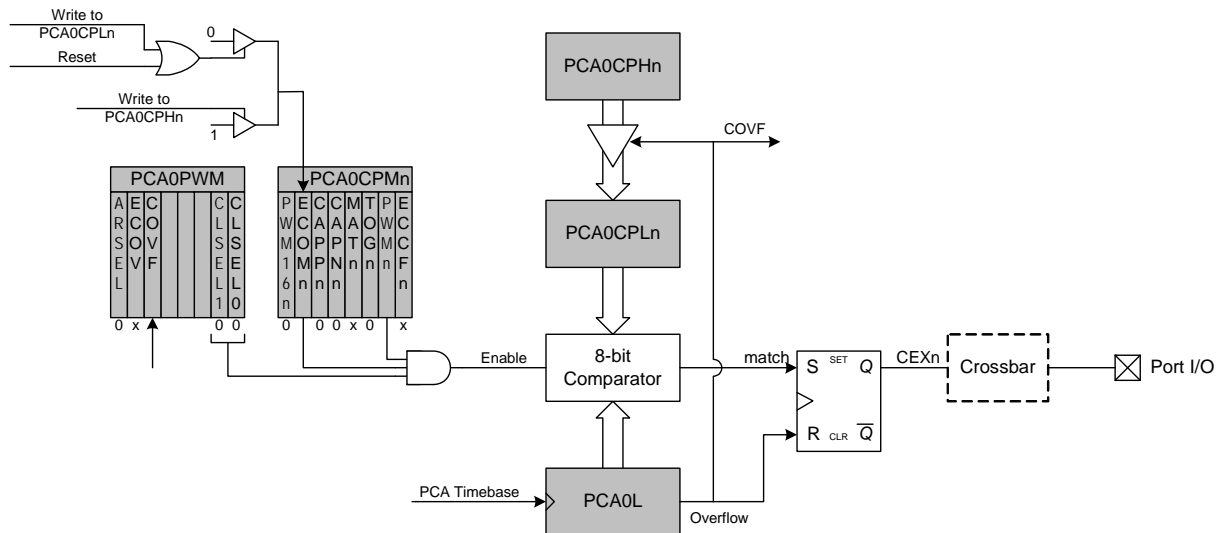 Write to
PCA0CPLn
Reset
0
Write to
PCA0CPHn
1
PCA0CPHn
COVF
PCA0PWM
ARSEL
ECOV
COVF
CLSEL1
CLSEL0
0 x 0 0
PCA0CPMn
PWM16n
ECOMn
CAPPn
CAPNn
MATn
TOGn
PWMn
ECCFn
0 0 0 x 0 x
PCA0CPLn
Enable
8-bit
Comparator
match
S SET Q
R CLR Q
CEXn
Crossbar
Port I/O
PCA Timebase
PCA0L
Overflow